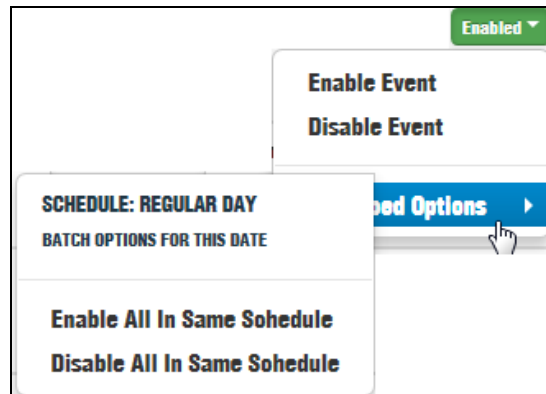 Enabled
Enable Event
Disable Event
ped Options
SCHEDULE: REGULAR DAY
BATCH OPTIONS FOR THIS DATE
Enable All In Same Sohedule
Disable All In Same Sohedule